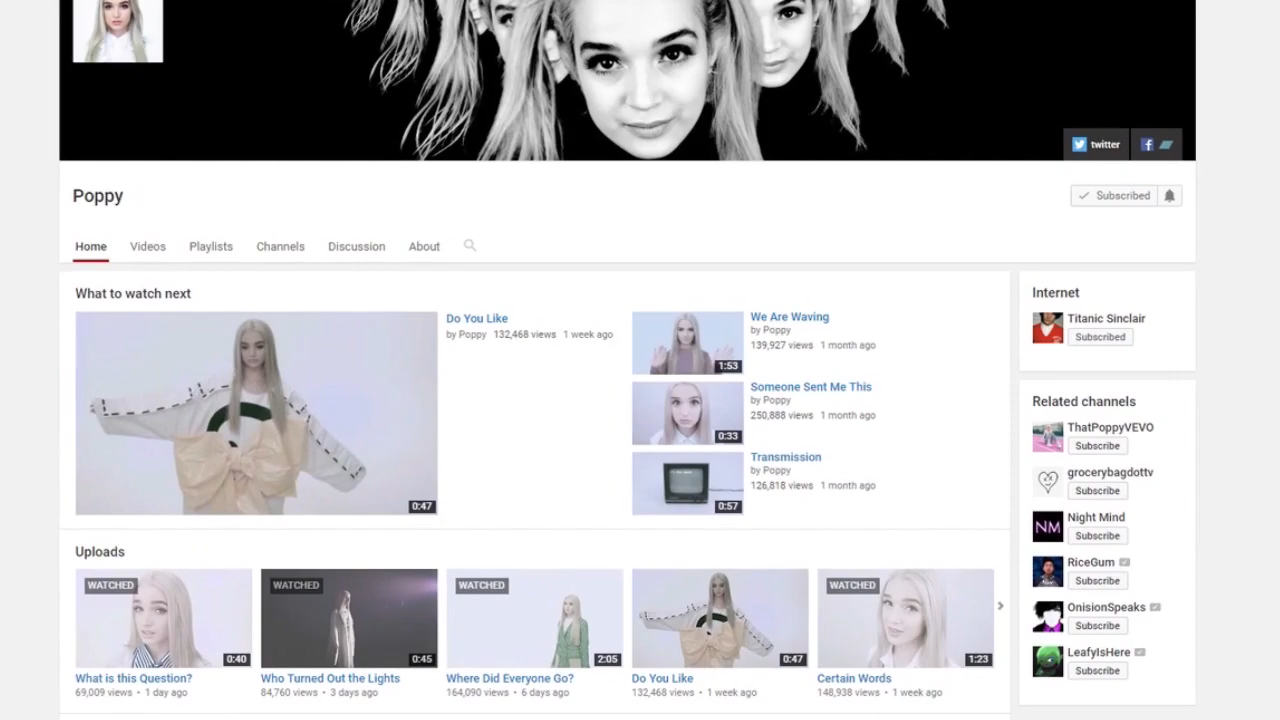 twitter
Poppy
Subscribed
Home Videos Playlists Channels Discussion About
What to watch next
Do You Like
by Poppy 132,468 views 1 week ago
0:47
We Are Waving
by Poppy
139,927 views 1 month ago
1:53
Someone Sent Me This
by Poppy
250,888 views 1 month ago
0:33
Transmission
by Poppy
126,818 views 1 month ago
0:57
Uploads
WATCHED
0:40
What is this Question?
69,009 views • 1 day ago
WATCHED
0:45
Who Turned Out the Lights
84,760 views • 3 days ago
WATCHED
2:05
Where Did Everyone Go?
164,090 views • 6 days ago
0:47
Do You Like
132,468 views • 1 week ago
WATCHED
1:23
Certain Words
148,938 views • 1 week ago
Internet
Titanic Sinclair
Subscribed
Related channels
ThatPoppyVEVO
Subscribe
grocerybagdottv
Subscribe
NM
Night Mind
Subscribe
RiceGum
Subscribe
OnisionSpeaks
Subscribe
LeafyIsHere
Subscribe